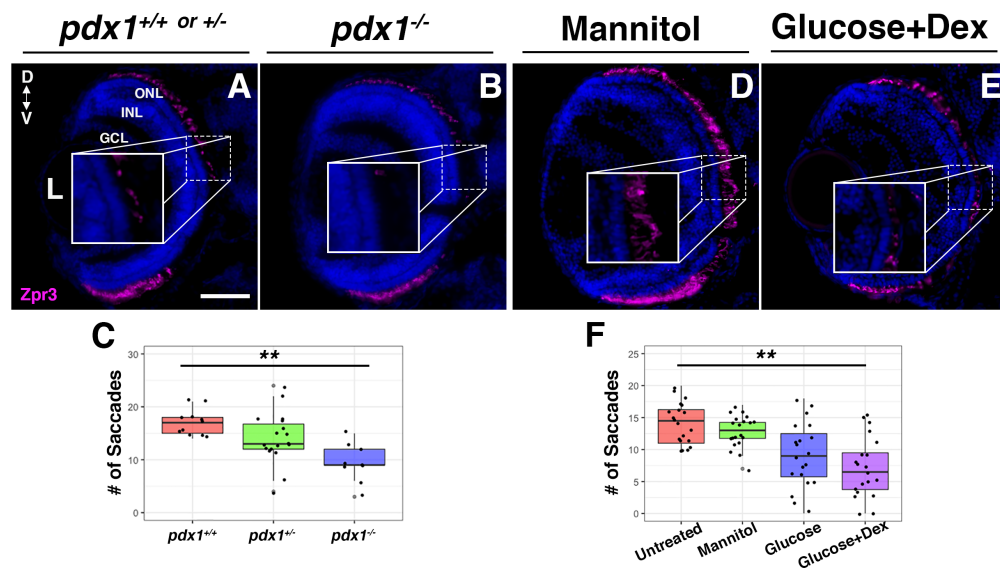 pdx1+/+ or +/-
pdx1-/-
Mannitol
Glucose+Dex
D
V
ONL
INL
GCL
L
Zpr3
A
B
D
E
C
# of Saccades
30
20
10
0
**
pdx1+/+
pdx1+/-
pdx1-/-
F
# of Saccades
25
20
15
10
5
0
**
Untreated
Mannitol
Glucose
Glucose+Dex